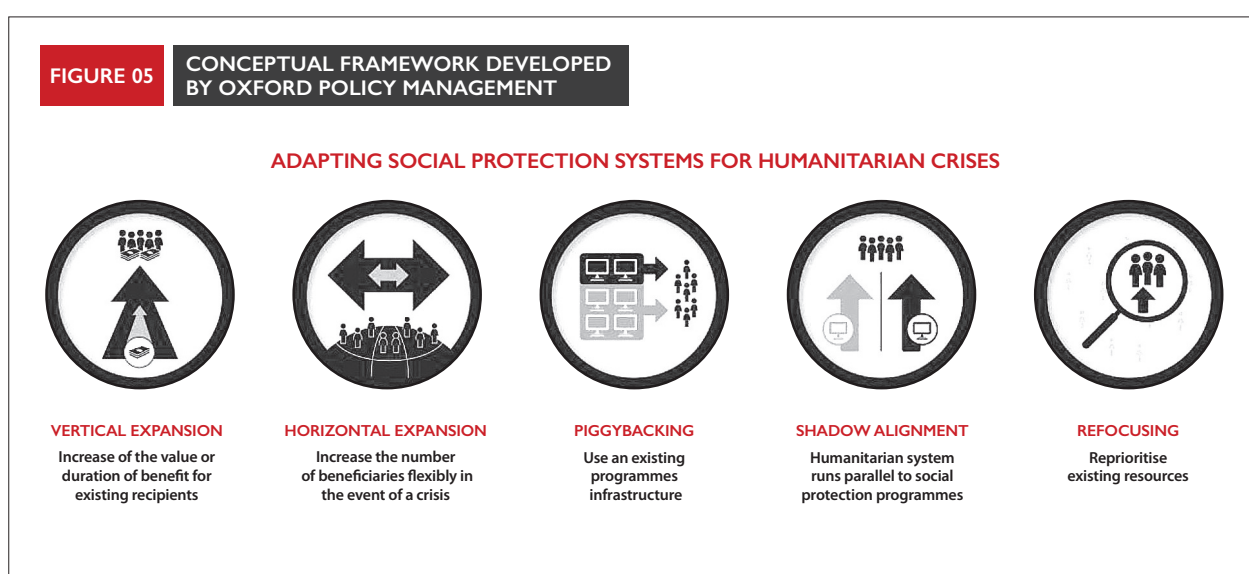 FIGURE 05
CONCEPTUAL FRAMEWORK DEVELOPED
BY OXFORD POLICY MANAGEMENT
ADAPTING SOCIAL PROTECTION SYSTEMS FOR HUMANITARIAN CRISES
VERTICAL EXPANSION
Increase of the value or
duration of benefit for
existing recipients
HORIZONTAL EXPANSION
Increase the number
of beneficiaries flexibly in
the event of a crisis
PIGGYBACKING
Use an existing
programmes
infrastructure
SHADOW ALIGNMENT
Humanitarian system
runs parallel to social
protection programmes
REFOCUSING
Reprioritise
existing resources